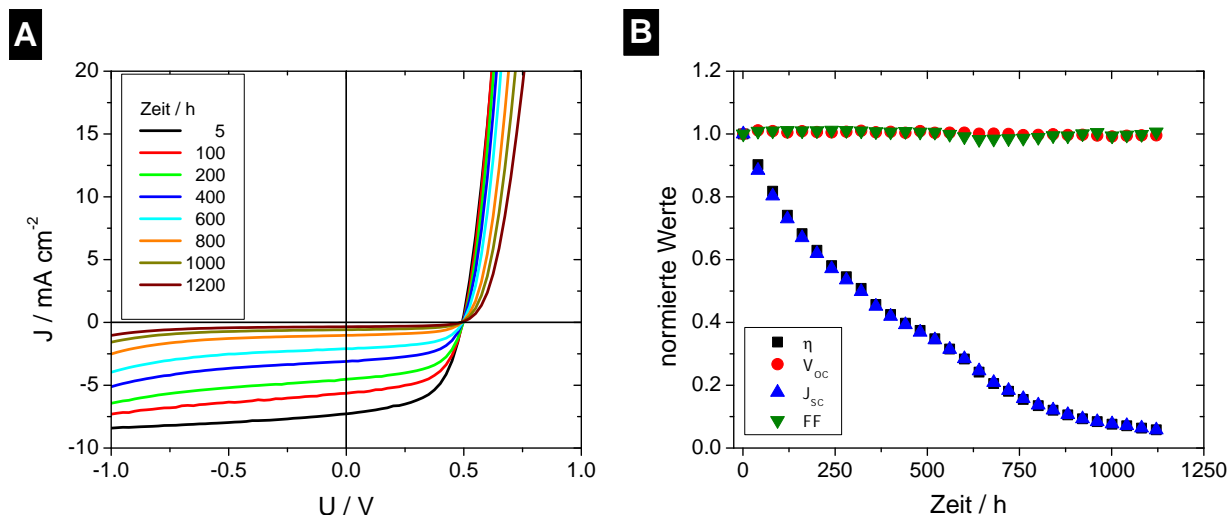 A
J / mA cm⁻²
20
15
10
5
0
-5
-10
Zeit / h
5
100
200
400
600
800
1000
1200
-1.0 -0.5 0.0 0.5 1.0
U / V
B
normierte Werte
1.2
1.0
0.8
0.6
0.4
0.2
0.0
η
V_oc
J_sc
FF
0 250 500 750 1000 1250
Zeit / h